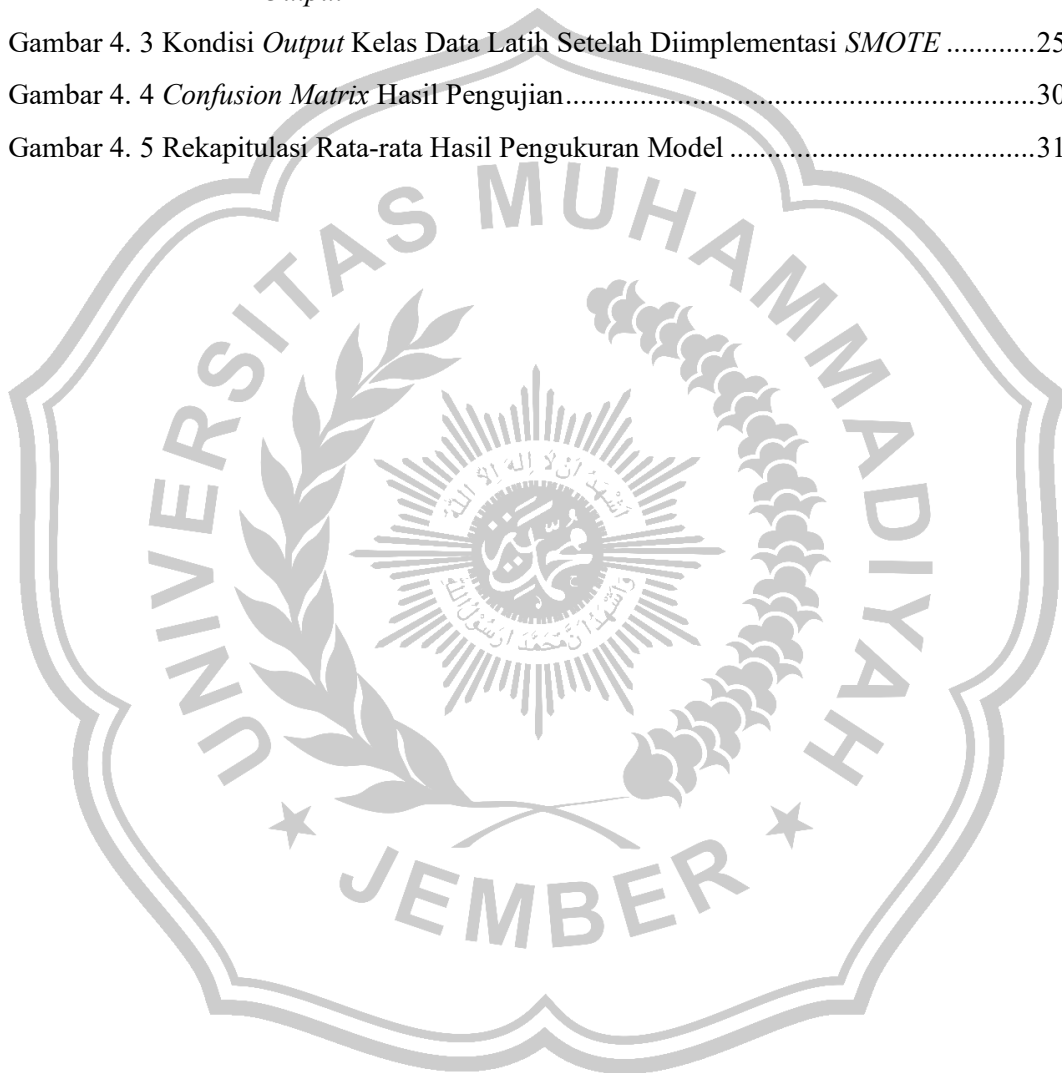 Output
Gambar 4. 3 Kondisi Output Kelas Data Latih Setelah Diimplementasi SMOTE ............25
Gambar 4. 4 Confusion Matrix Hasil Pengujian.............................................................30
Gambar 4. 5 Rekapitulasi Rata-rata Hasil Pengukuran Model ........................................31
UNIVERSITAS MUHAMMADIYAH
★ JEMBER ★